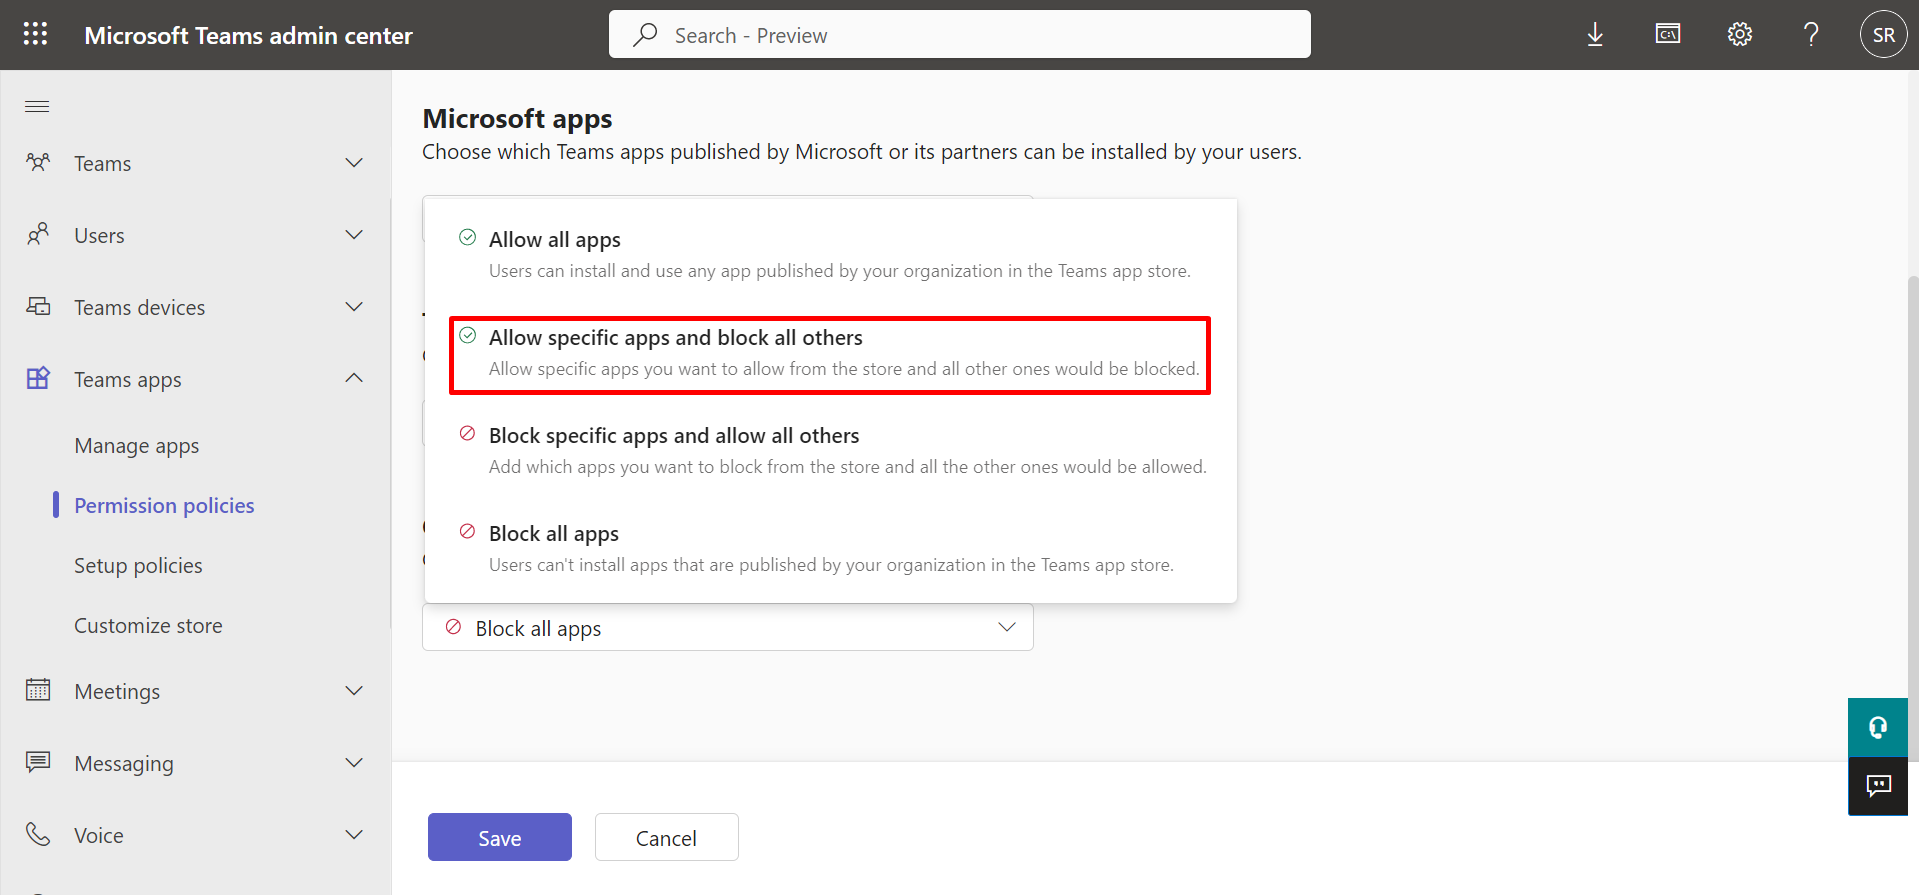 Microsoft Teams admin center
Search - Preview
C:\
?
SR
Teams
Users
Teams devices
Teams apps
Manage apps
Permission policies
Setup policies
Customize store
Meetings
Messaging
Voice
Microsoft apps
Choose which Teams apps published by Microsoft or its partners can be installed by your users.
Allow all apps
Users can install and use any app published by your organization in the Teams app store.
Allow specific apps and block all others
Allow specific apps you want to allow from the store and all other ones would be blocked.
Block specific apps and allow all others
Add which apps you want to block from the store and all the other ones would be allowed.
Block all apps
Users can't install apps that are published by your organization in the Teams app store.
Block all apps
Save
Cancel